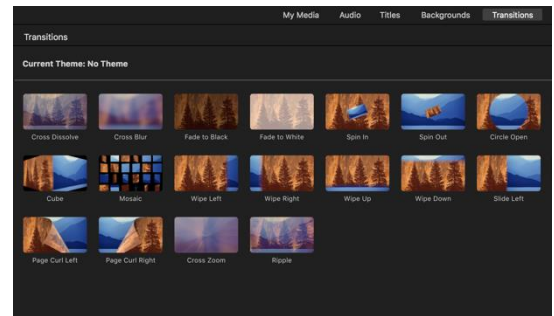 My Media Audio Titles Backgrounds Transitions
Transitions
Current Theme: No Theme
Cross Dissolve Cross Blur Fade to Black Fade to White Spin In Spin Out Circle Open
Cube Mosaic Wipe Left Wipe Right Wipe Up Wipe Down Slide Left
Page Curl Left Page Curl Right Cross Zoom Ripple